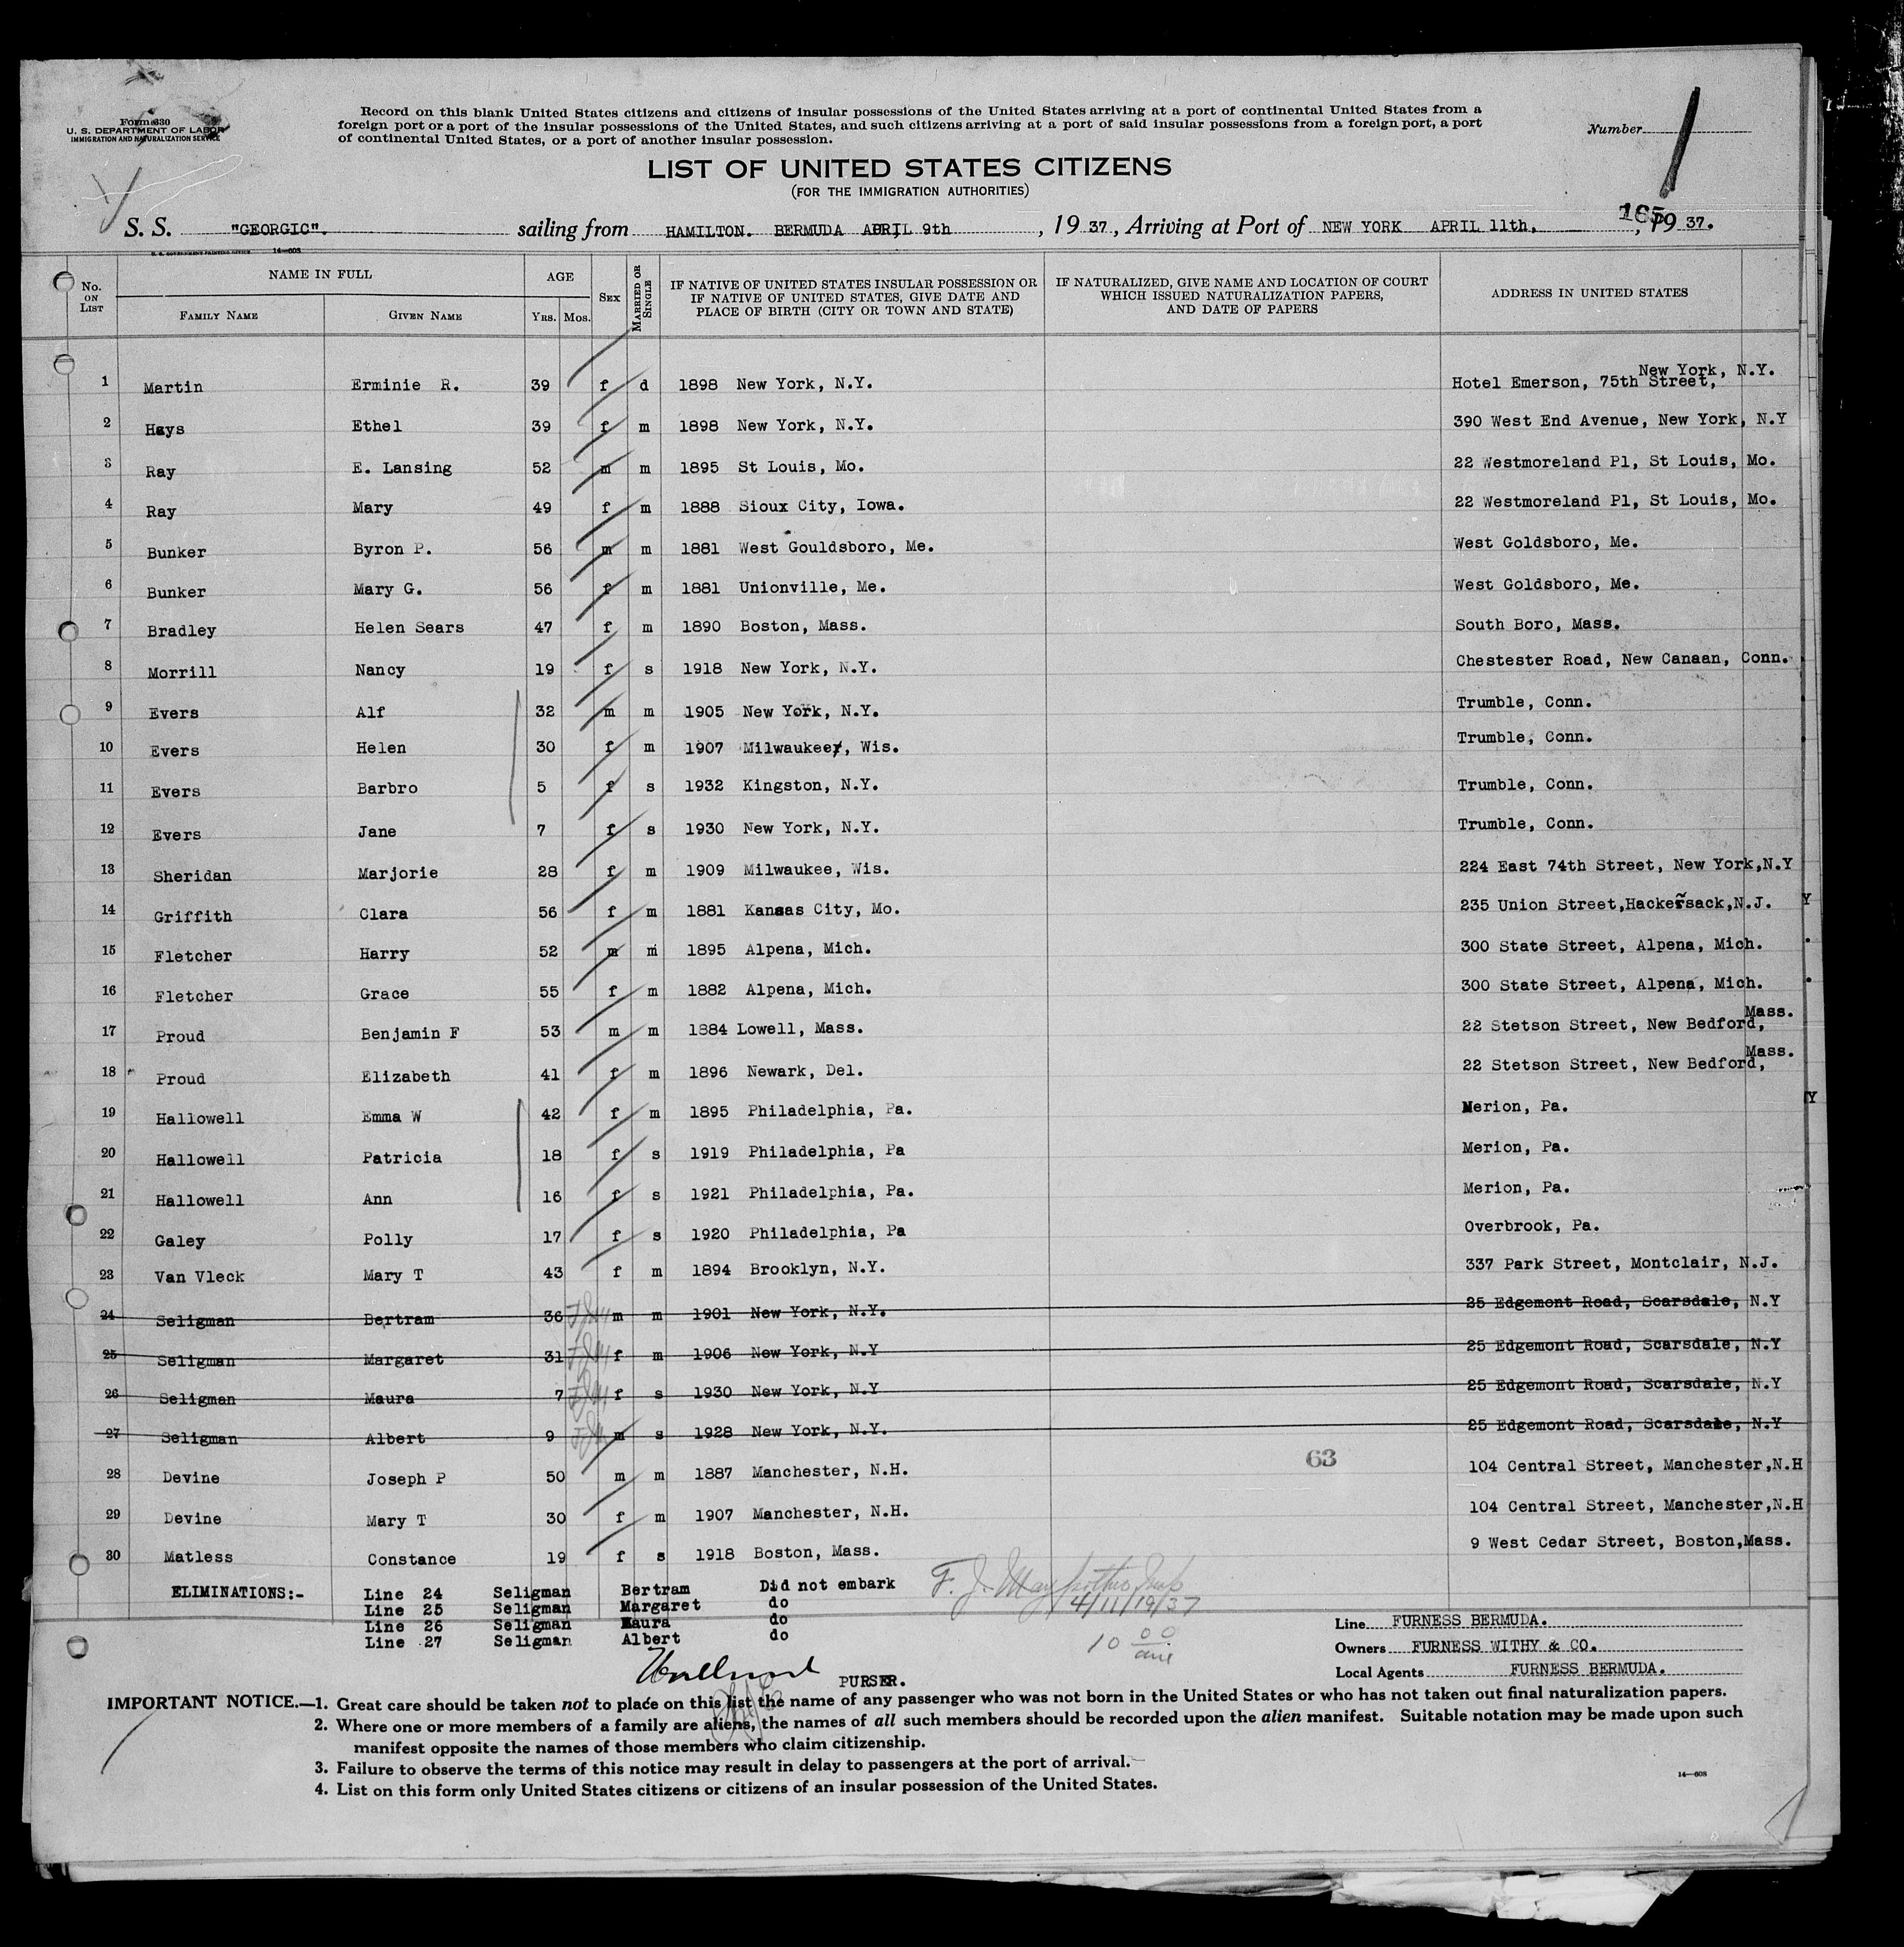 Form 630
U. S. DEPARTMENT OF LABOR
IMMIGRATION AND NATURALIZATION SERVICE
Record on this blank United States citizens and citizens of insular possessions of the United States arriving at a port of continental United States from a
foreign port or a port of the insular possessions of the United States, and such citizens arriving at a port of said insular possessions from a foreign port, a port
of continental United States, or a port of another insular possession.
Number 1
LIST OF UNITED STATES CITIZENS
(FOR THE IMMIGRATION AUTHORITIES)
165
S. S. "GEORGIC". sailing from HAMILTON. BERMUDA APRIL 9th, 19 37, Arriving at Port of NEW YORK APRIL 11th, 19 37.
U. S. GOVERNMENT PRINTING OFFICE 14—608
No. ON LIST NAME IN FULL FAMILY NAME GIVEN NAME AGE YRS. MOS. SEX MARRIED OR SINGLE IF NATIVE OF UNITED STATES INSULAR POSSESSION OR IF NATIVE OF UNITED STATES, GIVE DATE AND PLACE OF BIRTH (CITY OR TOWN AND STATE) IF NATURALIZED, GIVE NAME AND LOCATION OF COURT WHICH ISSUED NATURALIZATION PAPERS, AND DATE OF PAPERS ADDRESS IN UNITED STATES
New York, N.Y.
1 Martin Erminie R. 39 f d 1898 New York, N.Y. Hotel Emerson, 75th Street,
2 Hays Ethel 39 f m 1898 New York, N.Y. 390 West End Avenue, New York, N.Y
3 Ray E. Lansing 52 m m 1895 St Louis, Mo. 22 Westmoreland Pl, St Louis, Mo.
4 Ray Mary 49 f m 1888 Sioux City, Iowa. 22 Westmoreland Pl, St Louis, Mo.
5 Bunker Byron P. 56 m m 1881 West Gouldsboro, Me. West Goldsboro, Me.
6 Bunker Mary G. 56 f m 1881 Unionville, Me. West Goldsboro, Me.
7 Bradley Helen Sears 47 f m 1890 Boston, Mass. South Boro, Mass.
8 Morrill Nancy 19 f s 1918 New York, N.Y. Chestester Road, New Canaan, Conn.
9 Evers Alf 32 m m 1905 New York, N.Y. Trumble, Conn.
10 Evers Helen 30 f m 1907 Milwaukee, Wis. Trumble, Conn.
11 Evers Barbro 5 f s 1932 Kingston, N.Y. Trumble, Conn.
12 Evers Jane 7 f s 1930 New York, N.Y. Trumble, Conn.
13 Sheridan Marjorie 28 f m 1909 Milwaukee, Wis. 224 East 74th Street, New York,N.Y
14 Griffith Clara 56 f m 1881 Kansas City, Mo. 235 Union Street,Hackensack,N.J. Y
15 Fletcher Harry 52 m m 1895 Alpena, Mich. 300 State Street, Alpena, Mich.
16 Fletcher Grace 55 f m 1882 Alpena, Mich. 300 State Street, Alpena, Mich.
Mass.
17 Proud Benjamin F 53 m m 1884 Lowell, Mass. 22 Stetson Street, New Bedford,
Mass.
18 Proud Elizabeth 41 f m 1896 Newark, Del. 22 Stetson Street, New Bedford,
19 Hallowell Emma W 42 f m 1895 Philadelphia, Pa. Merion, Pa. Y
20 Hallowell Patricia 18 f s 1919 Philadelphia, Pa Merion, Pa.
21 Hallowell Ann 16 f s 1921 Philadelphia, Pa. Merion, Pa.
22 Galey Polly 17 f s 1920 Philadelphia, Pa Overbrook, Pa.
23 Van Vleck Mary T 43 f m 1894 Brooklyn, N.Y. 337 Park Street, Montclair, N.J.
24 Seligman Bertram 36 m m 1901 New York, N.Y. 25 Edgemont Road, Scarsdale, N.Y
25 Seligman Margaret 31 f m 1906 New York, N.Y 25 Edgemont Road, Scarsdale, N.Y
26 Seligman Maura 7 f s 1930 New York, N.Y 25 Edgemont Road, Scarsdale, N.Y
27 Seligman Albert 9 m s 1928 New York, N.Y. 25 Edgemont Road, Scarsdale, N.Y
63
28 Devine Joseph P 50 m m 1887 Manchester, N.H. 104 Central Street, Manchester,N.H
29 Devine Mary T 30 f m 1907 Manchester, N.H. 104 Central Street, Manchester,N.H
30 Matless Constance 19 f s 1918 Boston, Mass. 9 West Cedar Street, Boston,Mass.
ELIMINATIONS:- Line 24 Seligman Bertram Did not embark
Line 25 Seligman Margaret do
Line 26 Seligman Maura do
Line 27 Seligman Albert do
F. J. May
4/11/1937
10 00
Line FURNESS BERMUDA.
Owners FURNESS WITHY & CO.
Local Agents FURNESS BERMUDA.
PURSER.
IMPORTANT NOTICE.—1. Great care should be taken not to place on this list the name of any passenger who was not born in the United States or who has not taken out final naturalization papers.
2. Where one or more members of a family are aliens, the names of all such members should be recorded upon the alien manifest. Suitable notation may be made upon such
manifest opposite the names of those members who claim citizenship.
3. Failure to observe the terms of this notice may result in delay to passengers at the port of arrival.
4. List on this form only United States citizens or citizens of an insular possession of the United States.
14—608